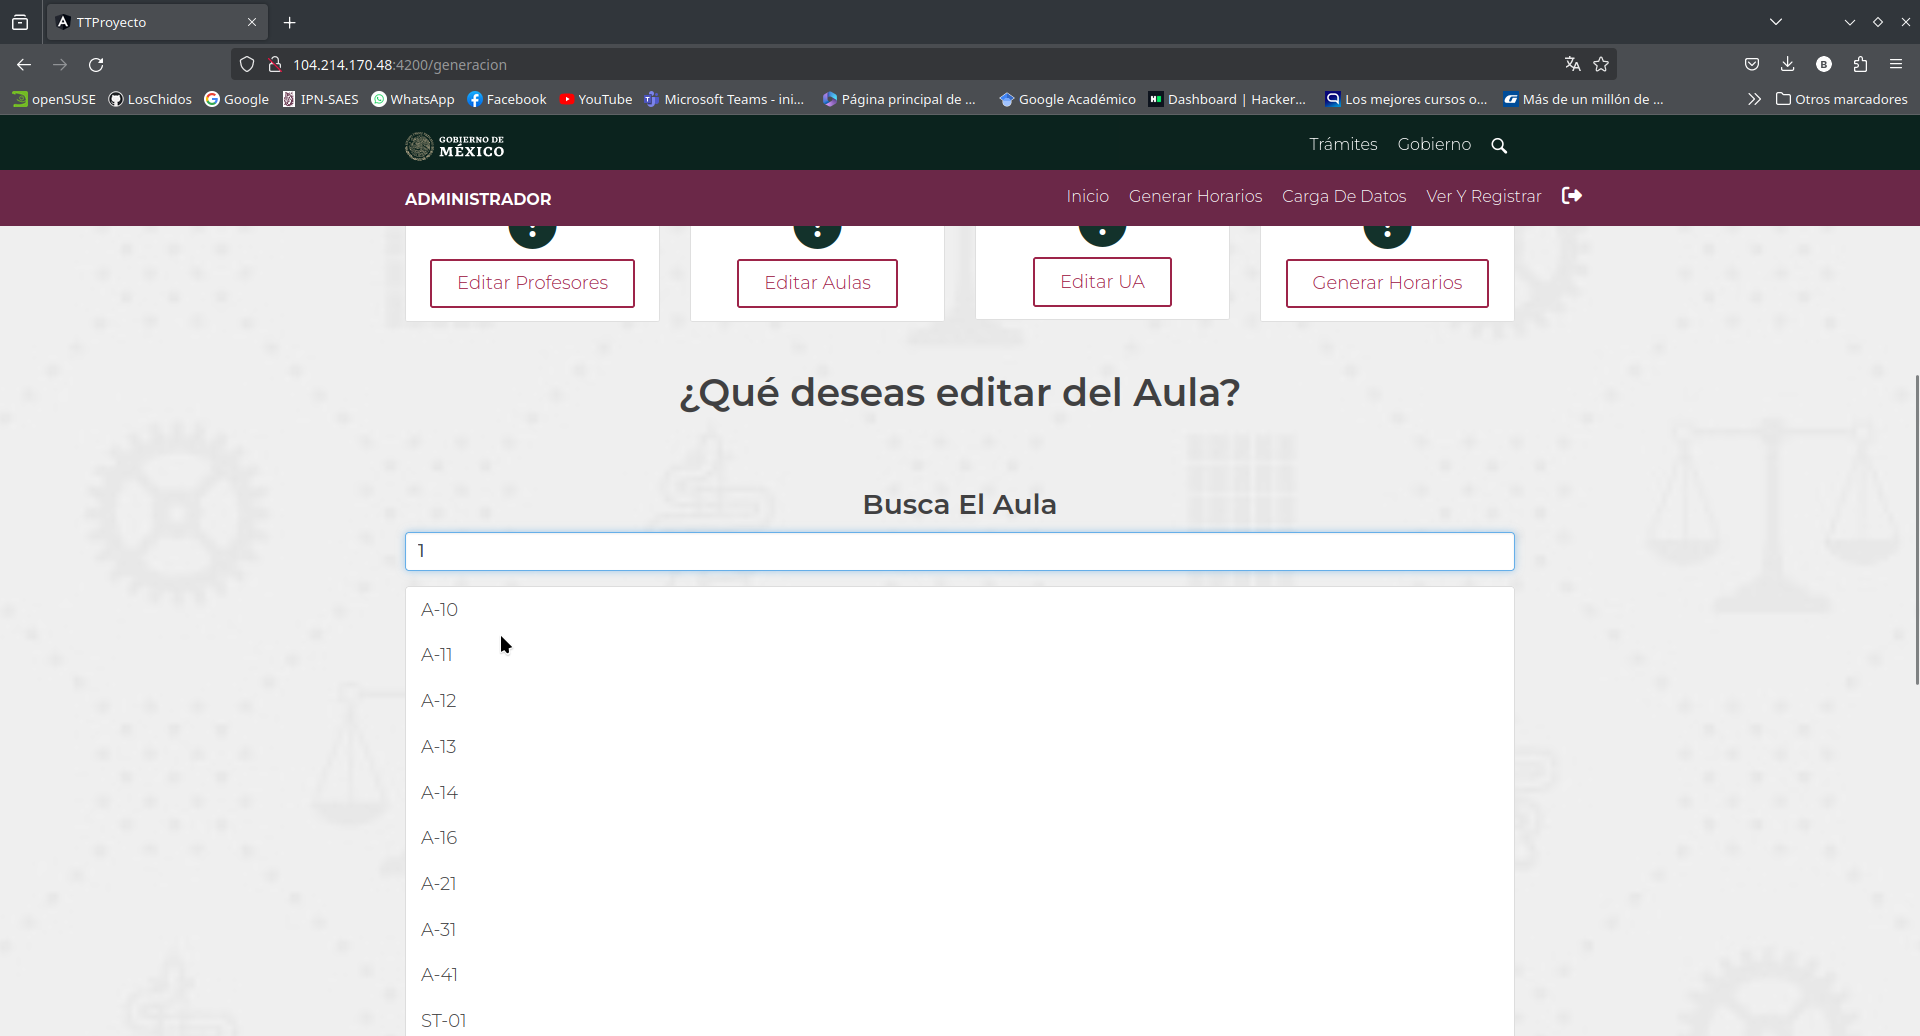 TTProyecto
104.214.170.48:4200/generacion
openSUSE LosChidos Google IPN-SAES WhatsApp Facebook YouTube Microsoft Teams - ini... Página principal de ... Google Académico Dashboard | Hacker... Los mejores cursos o... Más de un millón de ... Otros marcadores
GOBIERNO DE
MÉXICO
Trámites Gobierno
ADMINISTRADOR
Inicio Generar Horarios Carga De Datos Ver Y Registrar
Editar Profesores Editar Aulas Editar UA Generar Horarios
¿Qué deseas editar del Aula?
Busca El Aula
1
A-10
A-11
A-12
A-13
A-14
A-16
A-21
A-31
A-41
ST-01